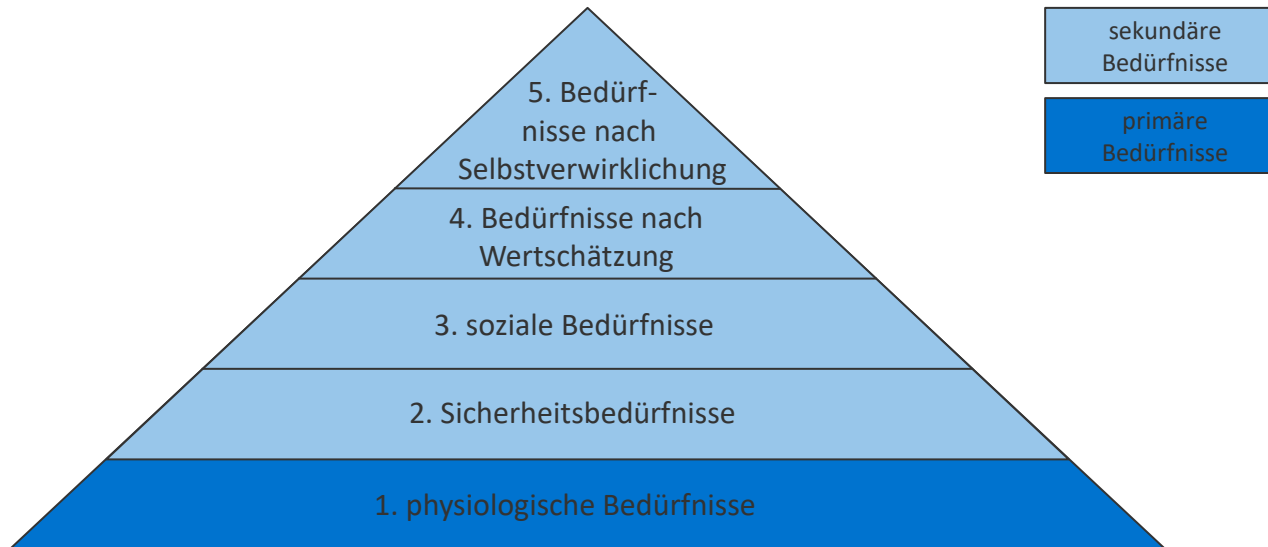 5. Bedürf-
nisse nach
Selbstverwirklichung
4. Bedürfnisse nach
Wertschätzung
3. soziale Bedürfnisse
2. Sicherheitsbedürfnisse
1. physiologische Bedürfnisse
sekundäre
Bedürfnisse
primäre
Bedürfnisse